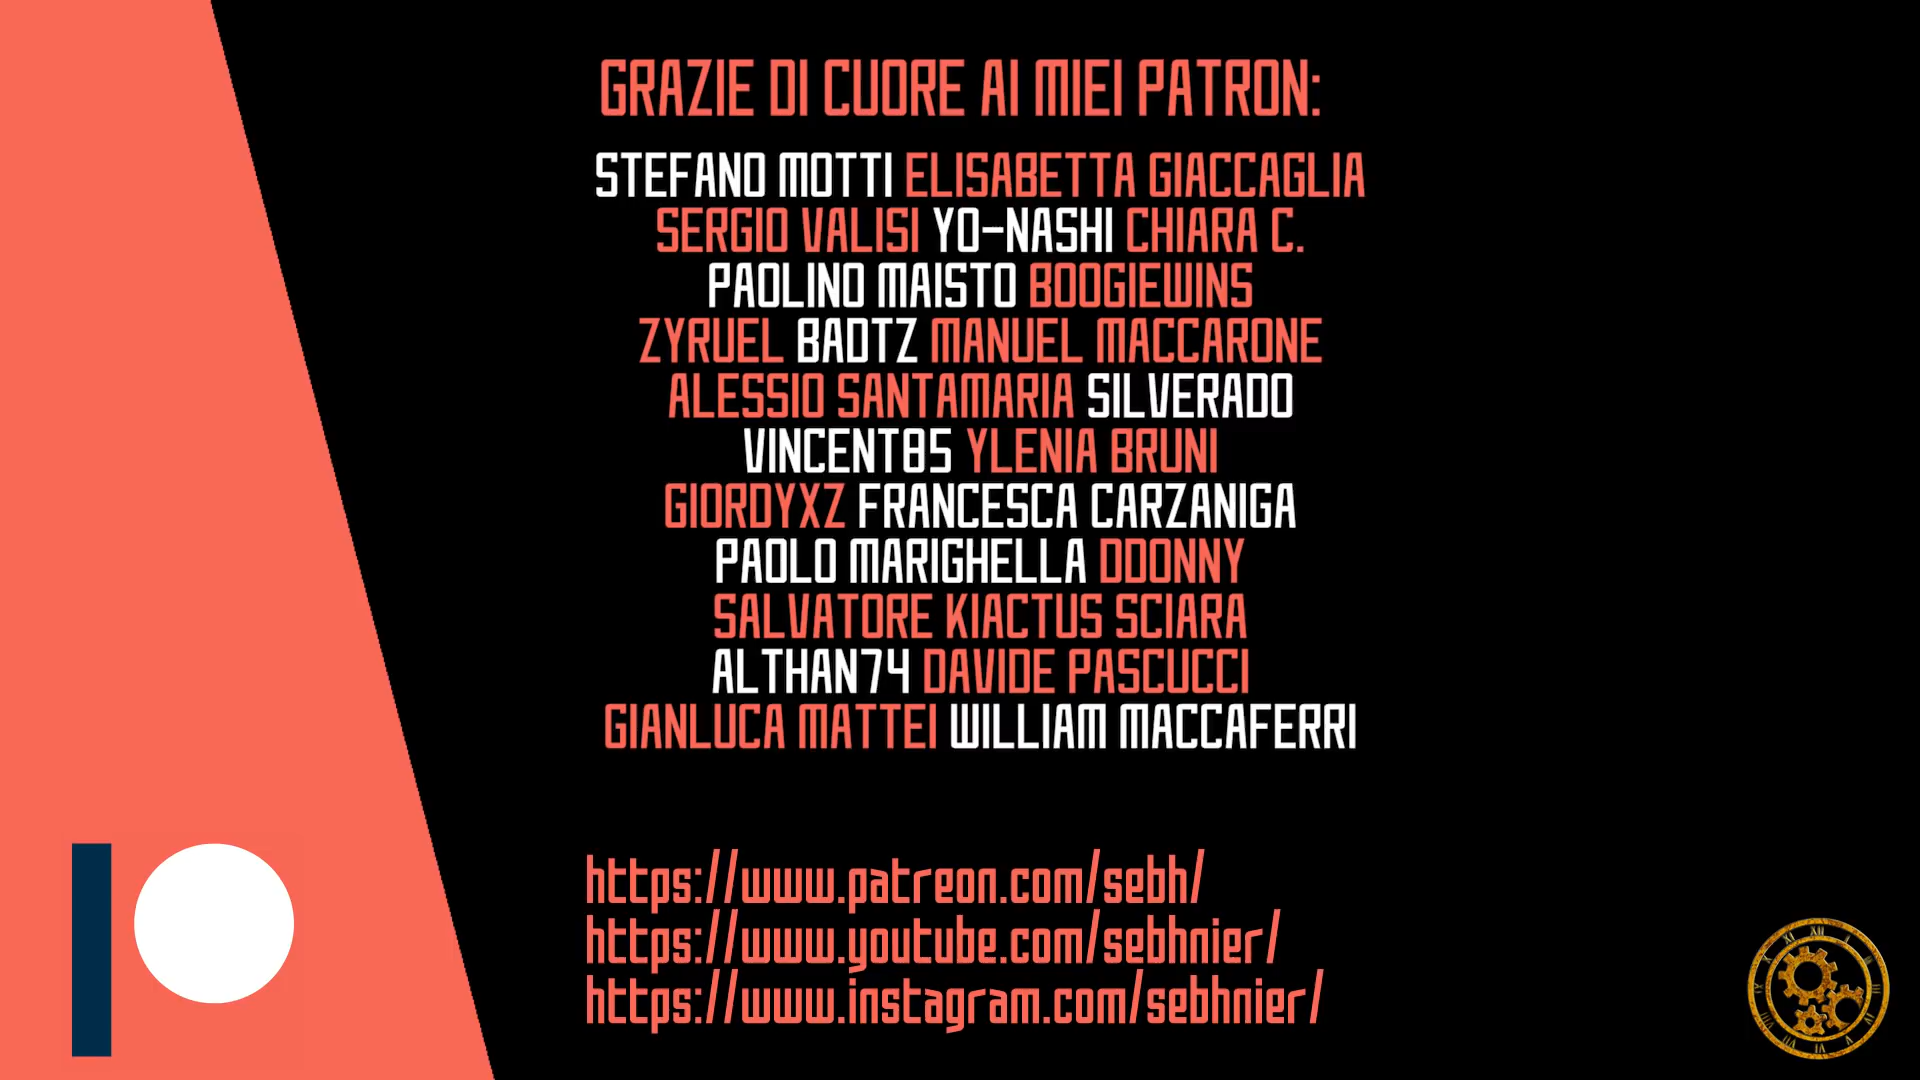 GRAZIE DI CUORE AI MIEI PATRON:
STEFANO MOTTI ELISABETTA GIACCAGLIA
SERGIO VALISI YO-NASHI CHIARA C.
PAOLINO MAISTO BOOGIEWINS
ZYRUEL BADTZ MANUEL MACCARONE
ALESSIO SANTAMARIA SILVERADO
VINCENT85 YLENIA BRUNI
GIORDYXZ FRANCESCA CARZANIGA
PAOLO MARIGHELLA DDONNY
SALVATORE KIACTUS SCIARA
ALTHAN74 DAVIDE PASCUCCI
GIANLUCA MATTEI WILLIAM MACCAFERRI
https://www.patreon.com/sebh/
https://www.youtube.com/sebhnier/
https://www.instagram.com/sebhnier/